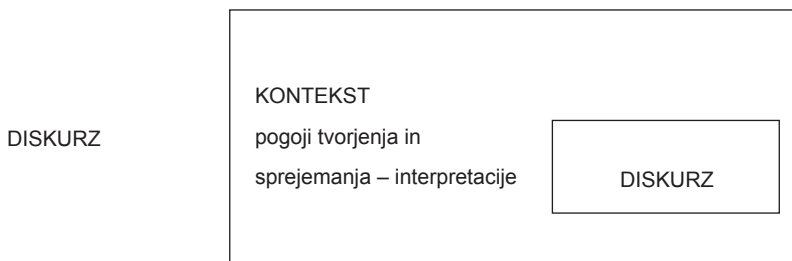 KONTEKST
DISKURZ
pogoji tvorjenja in
sprejemanja – interpretacije
DISKURZ